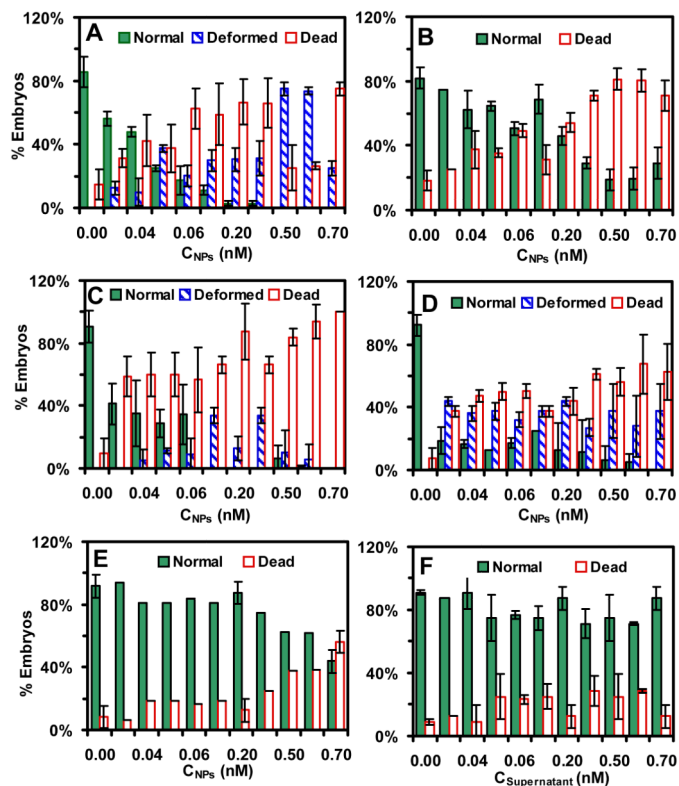 A Normal Deformed Dead
120%
80%
40%
0%
% Embryos
0.00 0.04 0.06 0.20 0.50 0.70
CNPs (nM)
B Normal Dead
120%
80%
40%
0%
0.00 0.04 0.06 0.20 0.50 0.70
CNPs (nM)
C Normal Deformed Dead
120%
80%
40%
0%
% Embryos
0.00 0.04 0.06 0.20 0.50 0.70
CNPs (nM)
D Normal Deformed Dead
120%
80%
40%
0%
0.00 0.04 0.06 0.20 0.50 0.70
CNPs (nM)
E Normal Dead
120%
80%
40%
0%
% Embryos
0.00 0.04 0.06 0.20 0.50 0.70
CNPs (nM)
F Normal Dead
120%
80%
40%
0%
0.00 0.04 0.06 0.20 0.50 0.70
CSupernatant (nM)